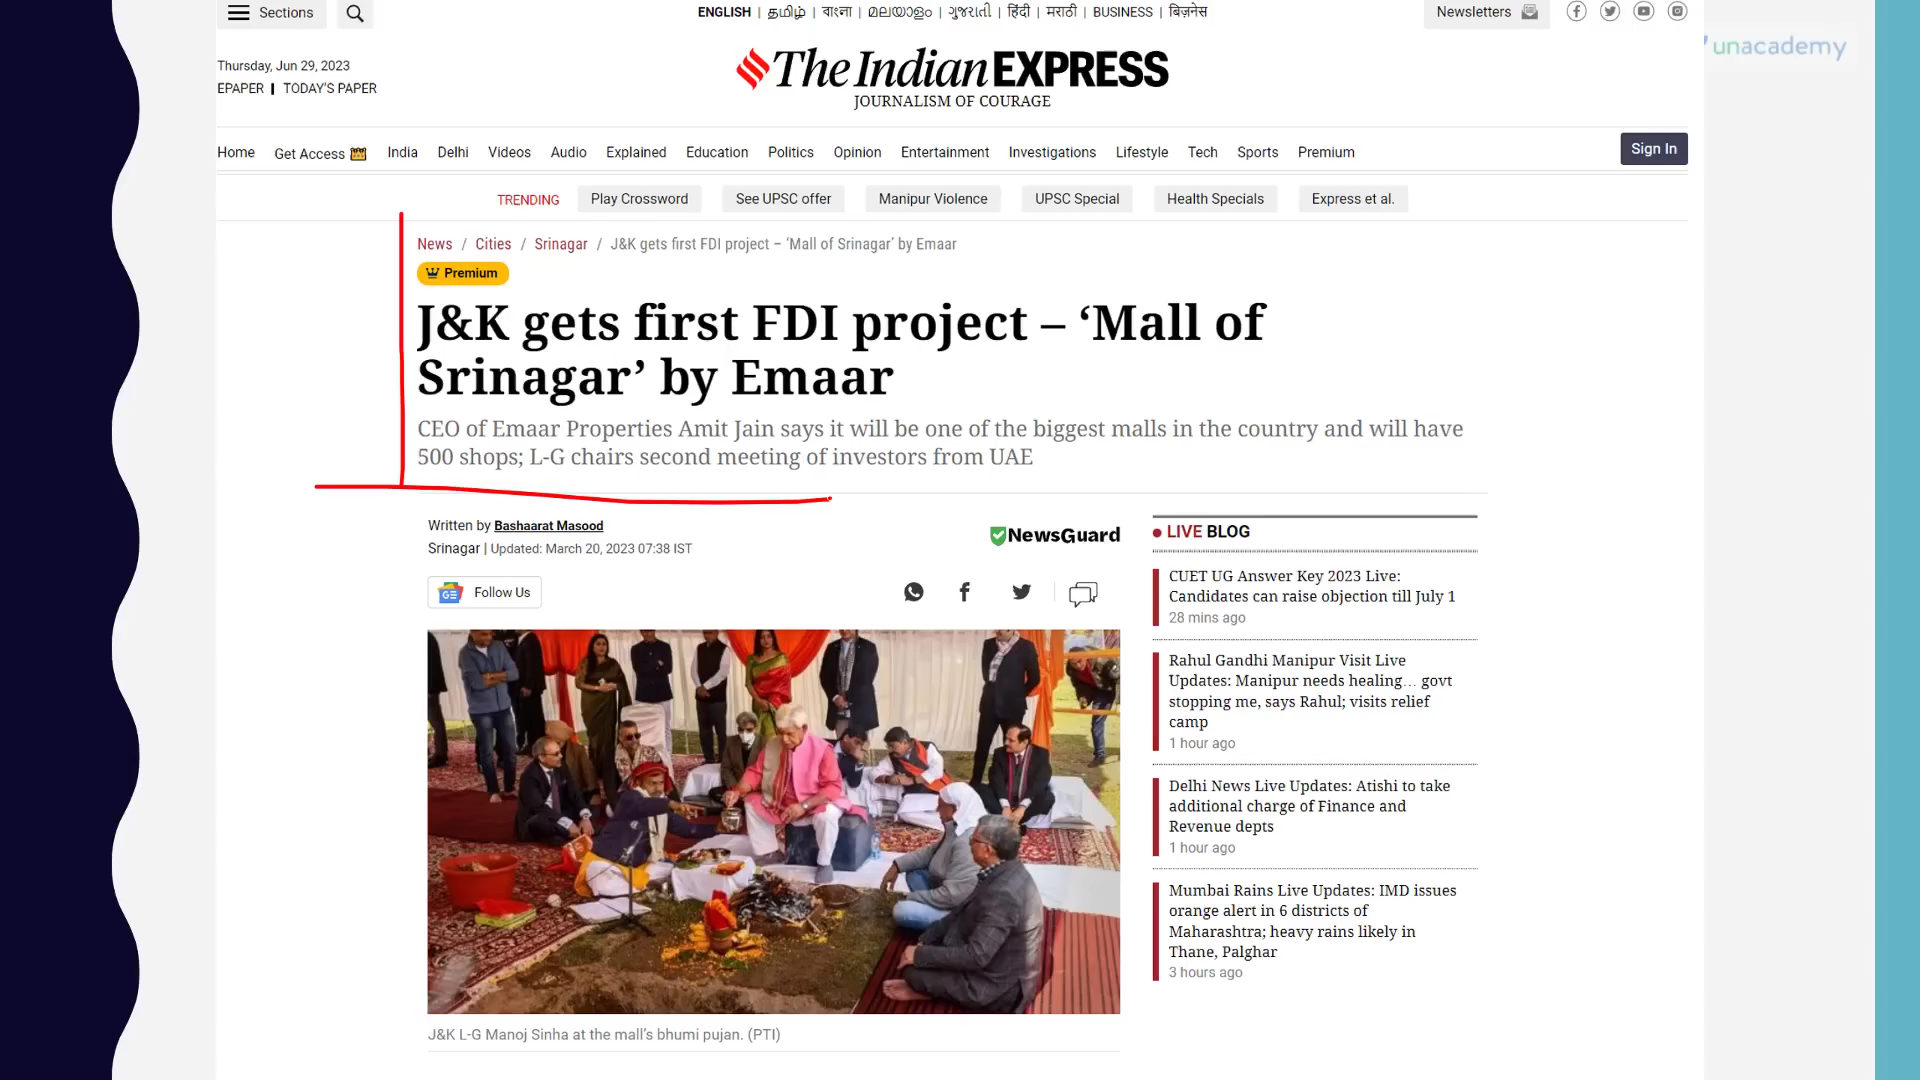 Sections
ENGLISH | தமிழ் | বাংলা | മലയാളം | ગુજરાતી | हिंदी | मराठी | BUSINESS | बिज़नेस
Newsletters
unacademy
Thursday, Jun 29, 2023
EPAPER | TODAY'S PAPER
The Indian EXPRESS
JOURNALISM OF COURAGE
Home Get Access India Delhi Videos Audio Explained Education Politics Opinion Entertainment Investigations Lifestyle Tech Sports Premium
Sign In
TRENDING Play Crossword See UPSC offer Manipur Violence UPSC Special Health Specials Express et al.
News / Cities / Srinagar / J&K gets first FDI project – ‘Mall of Srinagar’ by Emaar
Premium
J&K gets first FDI project – ‘Mall of
Srinagar’ by Emaar
CEO of Emaar Properties Amit Jain says it will be one of the biggest malls in the country and will have
500 shops; L-G chairs second meeting of investors from UAE
Written by Bashaarat Masood
Srinagar | Updated: March 20, 2023 07:38 IST
NewsGuard
GE Follow Us
J&K L-G Manoj Sinha at the mall’s bhumi pujan. (PTI)
LIVE BLOG
CUET UG Answer Key 2023 Live:
Candidates can raise objection till July 1
28 mins ago
Rahul Gandhi Manipur Visit Live
Updates: Manipur needs healing… govt
stopping me, says Rahul; visits relief
camp
1 hour ago
Delhi News Live Updates: Atishi to take
additional charge of Finance and
Revenue depts
1 hour ago
Mumbai Rains Live Updates: IMD issues
orange alert in 6 districts of
Maharashtra; heavy rains likely in
Thane, Palghar
3 hours ago